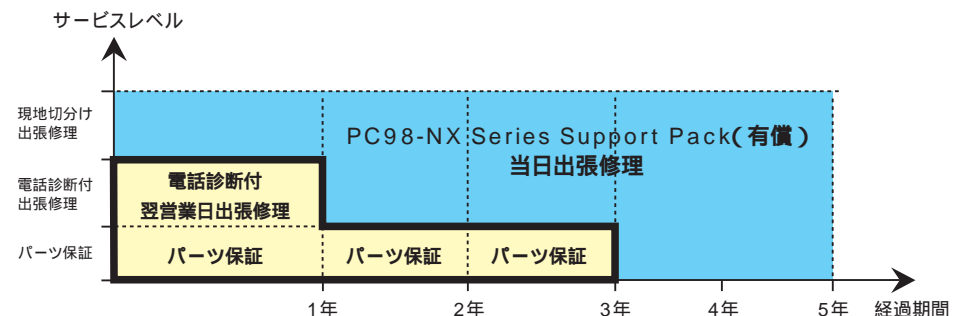 サービスレベル
現地切分け
出張修理
PC98-NX Series Support Pack(有償)
当日出張修理
電話診断付
出張修理
電話診断付
翌営業日出張修理
パーツ保証
パーツ保証
パーツ保証
パーツ保証
1年
2年
3年
4年
5年
経過期間